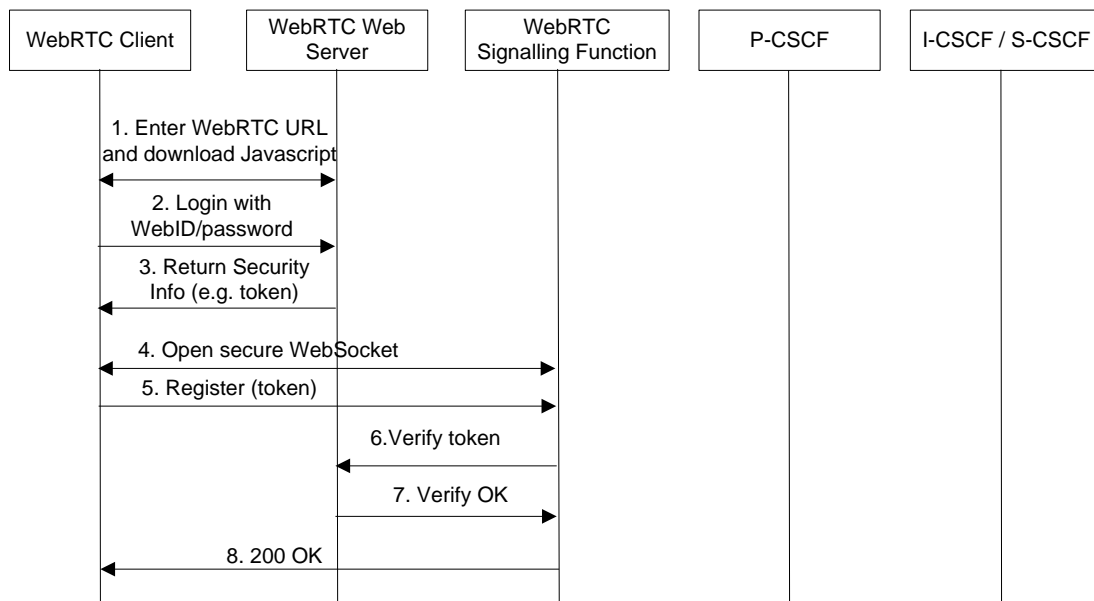 WebRTC Client
WebRTC Web
Server
WebRTC
Signalling Function
P-CSCF
I-CSCF / S-CSCF
1. Enter WebRTC URL
and download Javascript
2. Login with
WebID/password
3. Return Security
Info (e.g. token)
4. Open secure WebSocket
5. Register (token)
6.Verify token
7. Verify OK
8. 200 OK